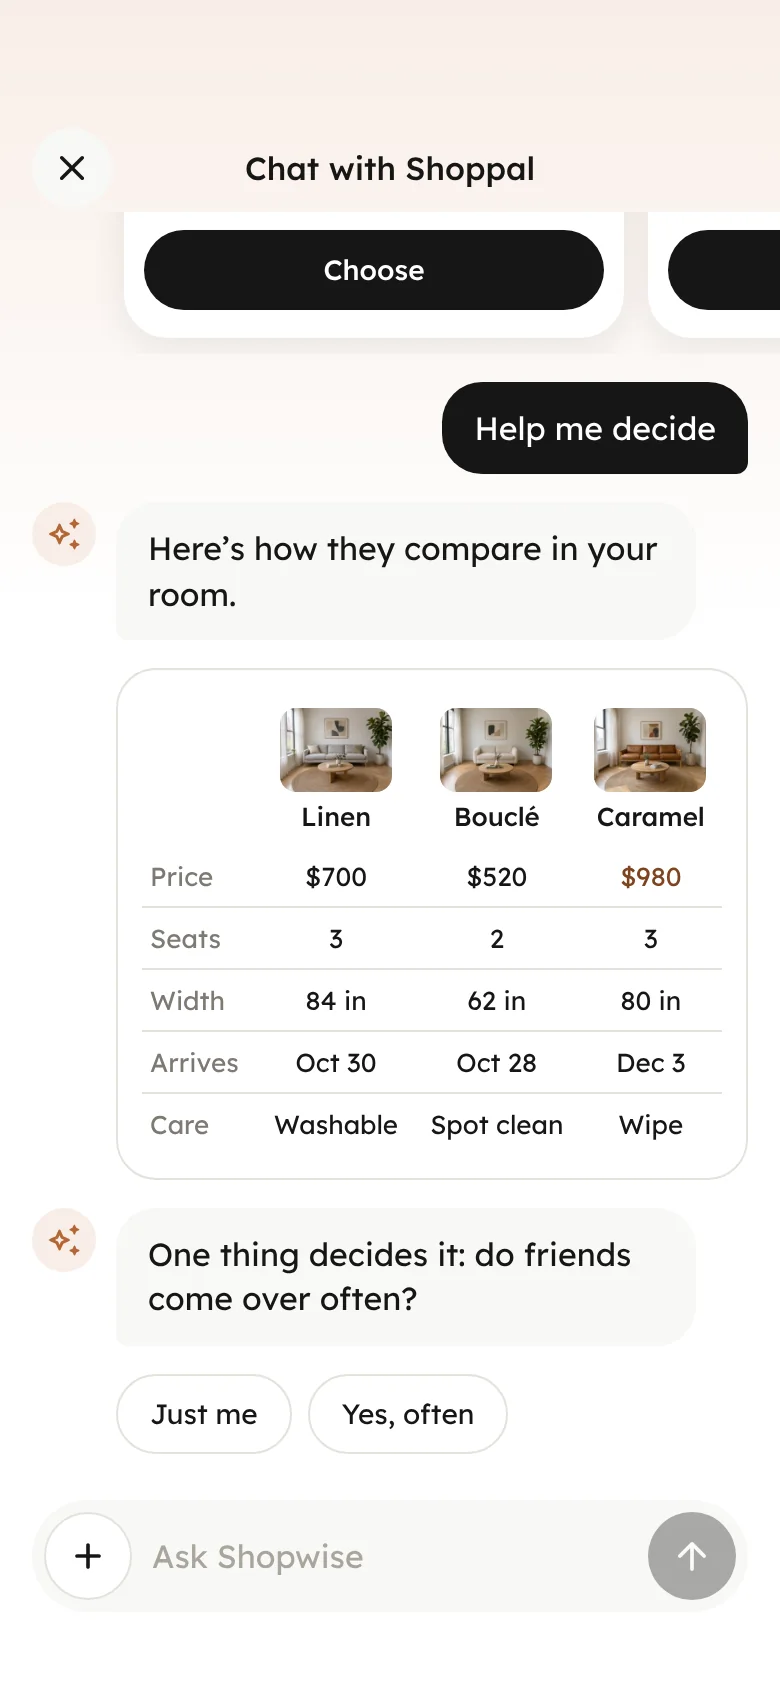 Chat with Shoppal
Choose
Help me decide
Here’s how they compare in your
room.
Linen Bouclé Caramel
Price $700 $520 $980
Seats 3 2 3
Width 84 in 62 in 80 in
Arrives Oct 30 Oct 28 Dec 3
Care Washable Spot clean Wipe
One thing decides it: do friends
come over often?
Just me Yes, often
Ask Shopwise